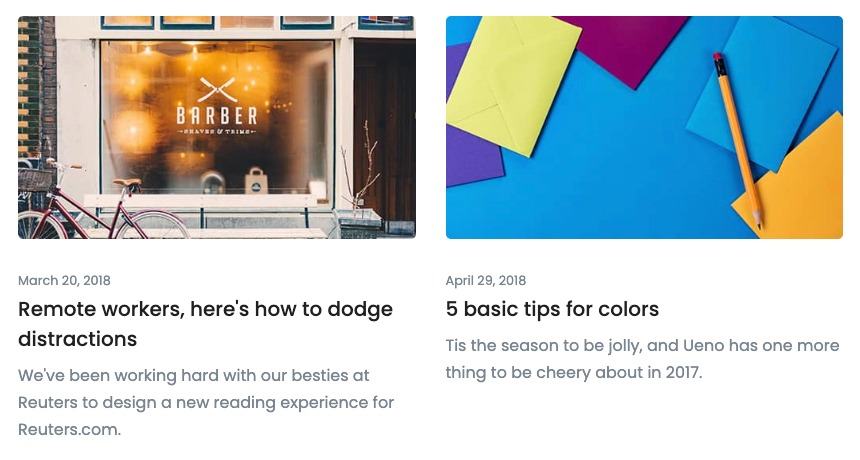 BARBER
SHAVES & TRIMS
March 20, 2018
Remote workers, here's how to dodge
distractions
We've been working hard with our besties at
Reuters to design a new reading experience for
Reuters.com.
April 29, 2018
5 basic tips for colors
Tis the season to be jolly, and Ueno has one more
thing to be cheery about in 2017.